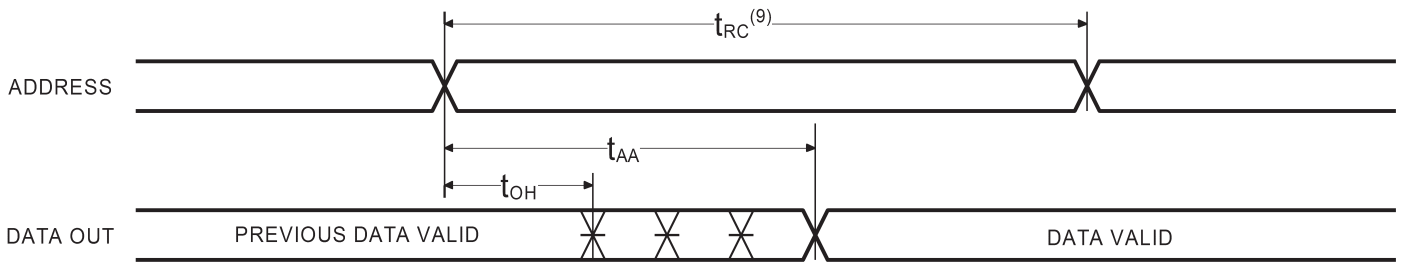 tRC(9)
ADDRESS
tAA
tOH
DATA OUT PREVIOUS DATA VALID DATA VALID